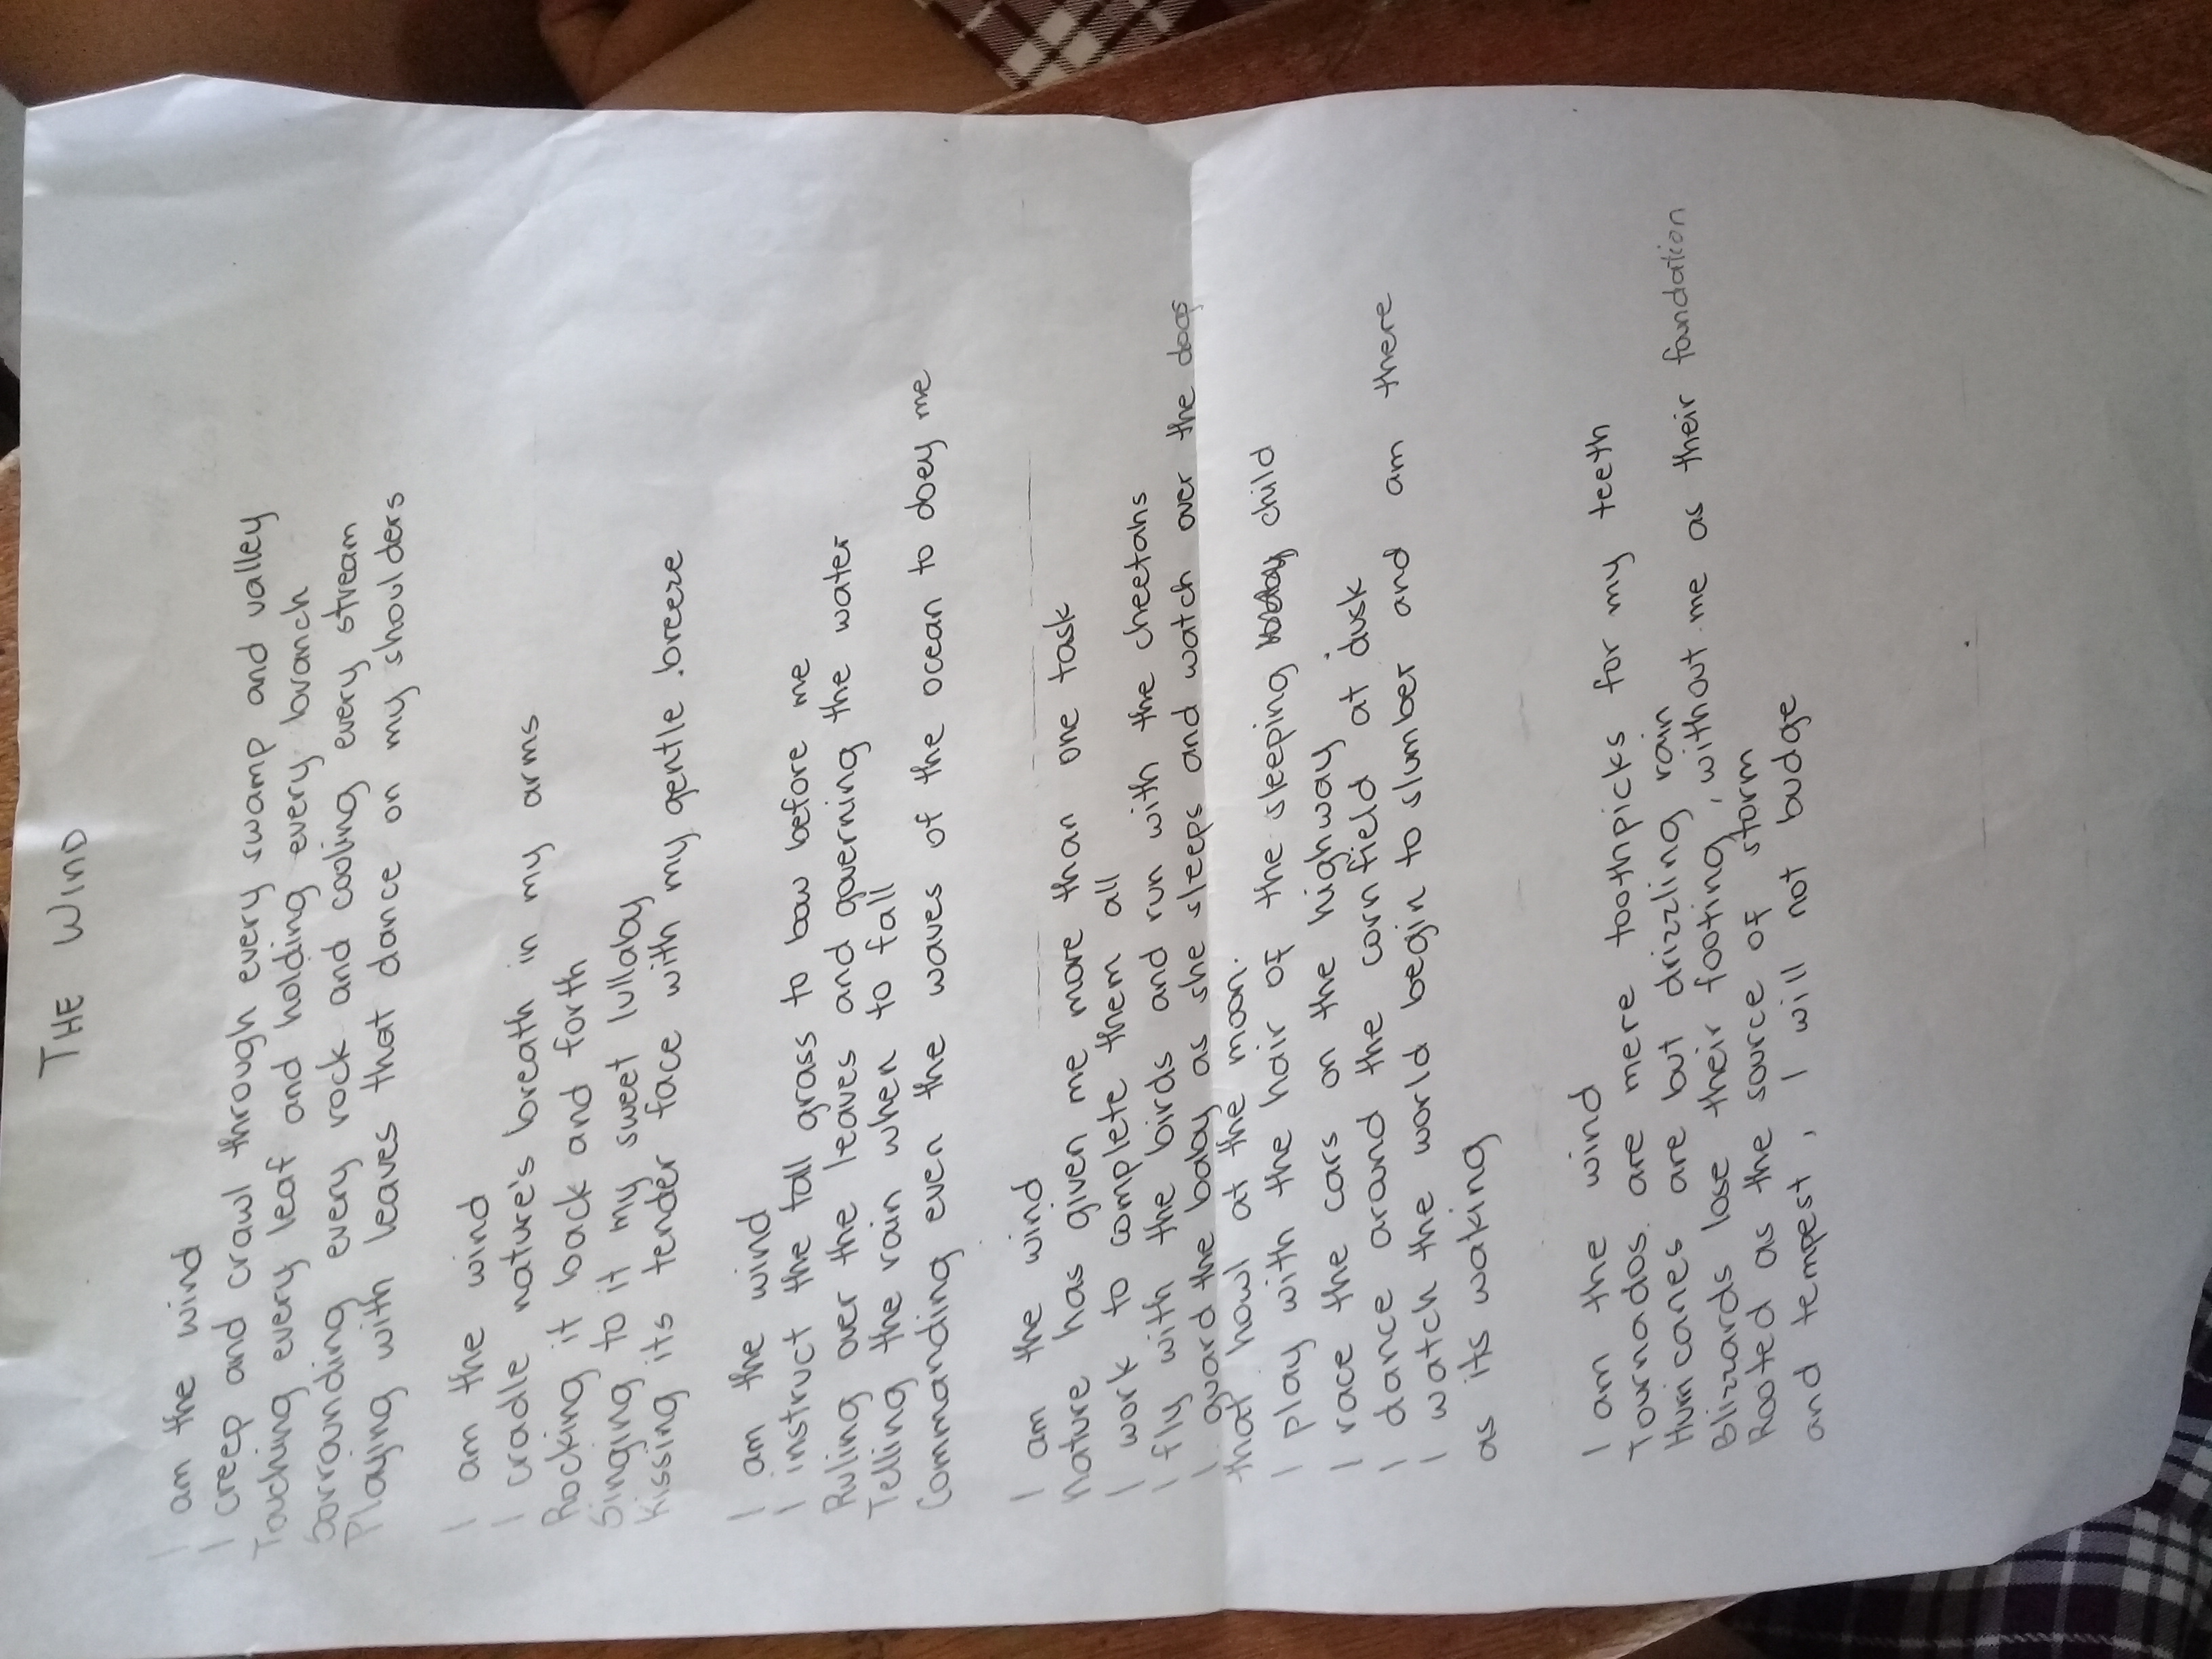 THE WIND
I am the wind
I creep and crawl through every swamp and valley
Touching every leaf and holding every branch
Sorrounding every rock and cooling every stream
Playing with leaves that dance on my shoulders
I am the wind
I cradle nature's breath in my arms
Rocking it back and forth
Singing to it my sweet lullaby
Kissing its tender face with my gentle breeze
I am the wind
I instruct the tall grass to bow before me
Ruling over the leaves and governing the water
Telling the rain when to fall
Commanding even the waves of the ocean to doey me
I am the wind
Nature has given me more than one task
I work to complete them all
I fly with the birds and run with the cheetahs
I guard the baby as she sleeps and watch over the dogs
that howl at the moon.
I play with the hair of the sleeping child
I race the cars on the highway
I dance around the corn field at dusk
I watch the world begin to slumber and am there
as its waking
I am the wind
Tournados are mere toothpicks for my teeth
Hurricanes are but drizzling rain
Blizzards lose their footing, without me as their foundation
Rooted as the source of storm
and tempest, I will not budge